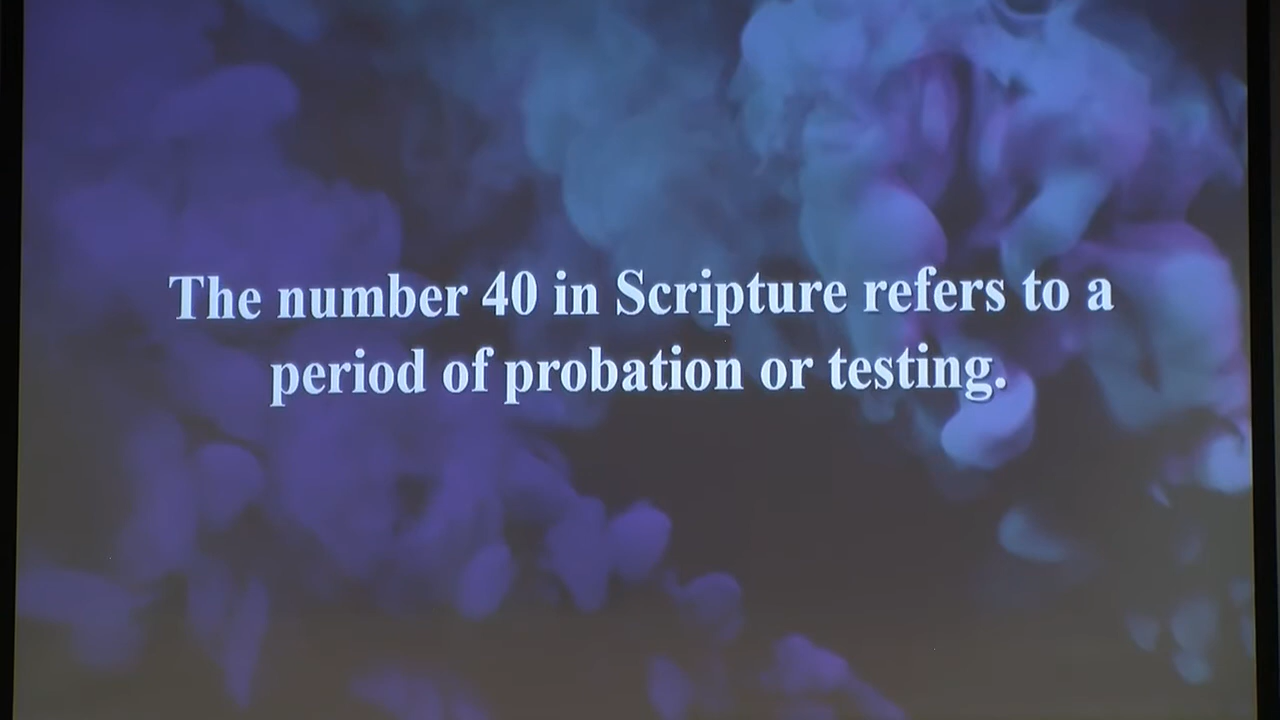 The number 40 in Scripture refers to a
period of probation or testing.